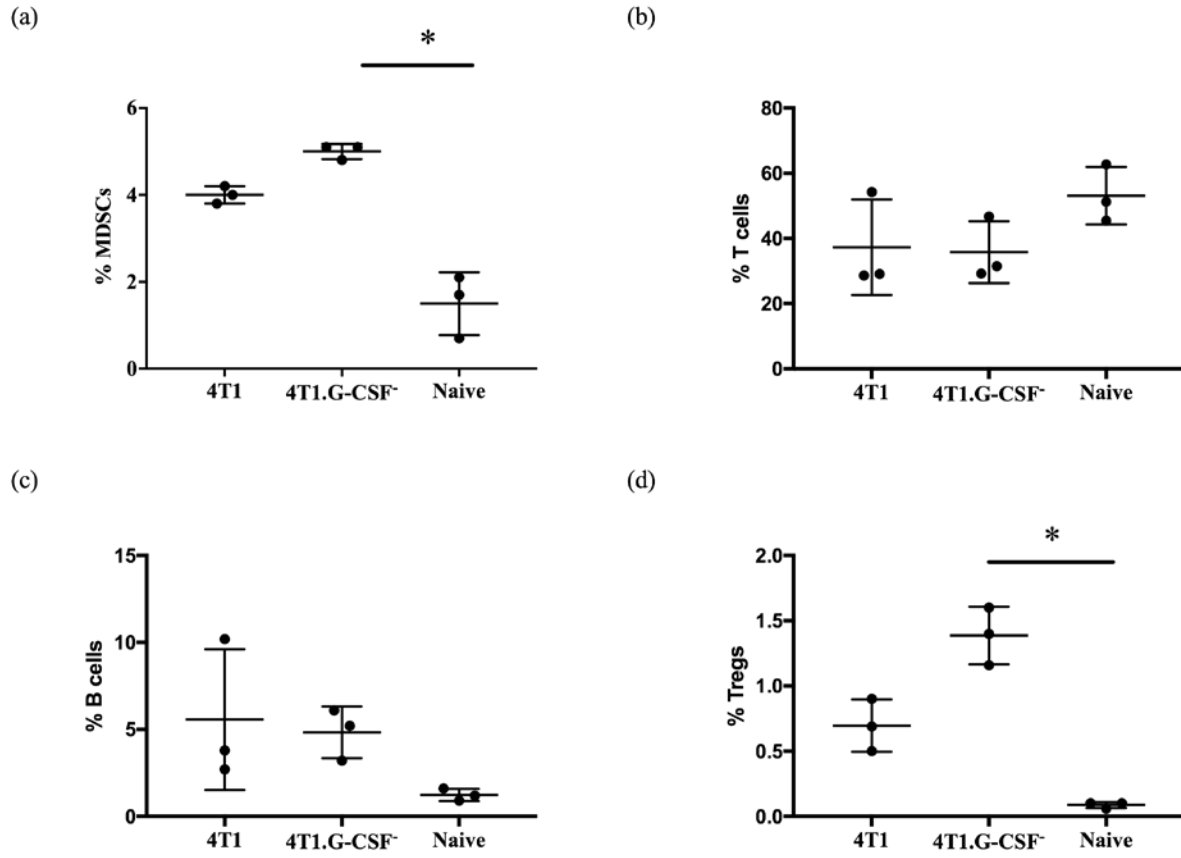 (a)
*
6
4
2
0
% MDSCs
4T1 4T1.G-CSF⁻ Naive
(b)
80
60
40
20
0
% T cells
4T1 4T1.G-CSF⁻ Naive
(c)
15
10
5
0
% B cells
4T1 4T1.G-CSF⁻ Naive
(d)
*
2.0
1.5
1.0
0.5
0.0
% Tregs
4T1 4T1.G-CSF⁻ Naive